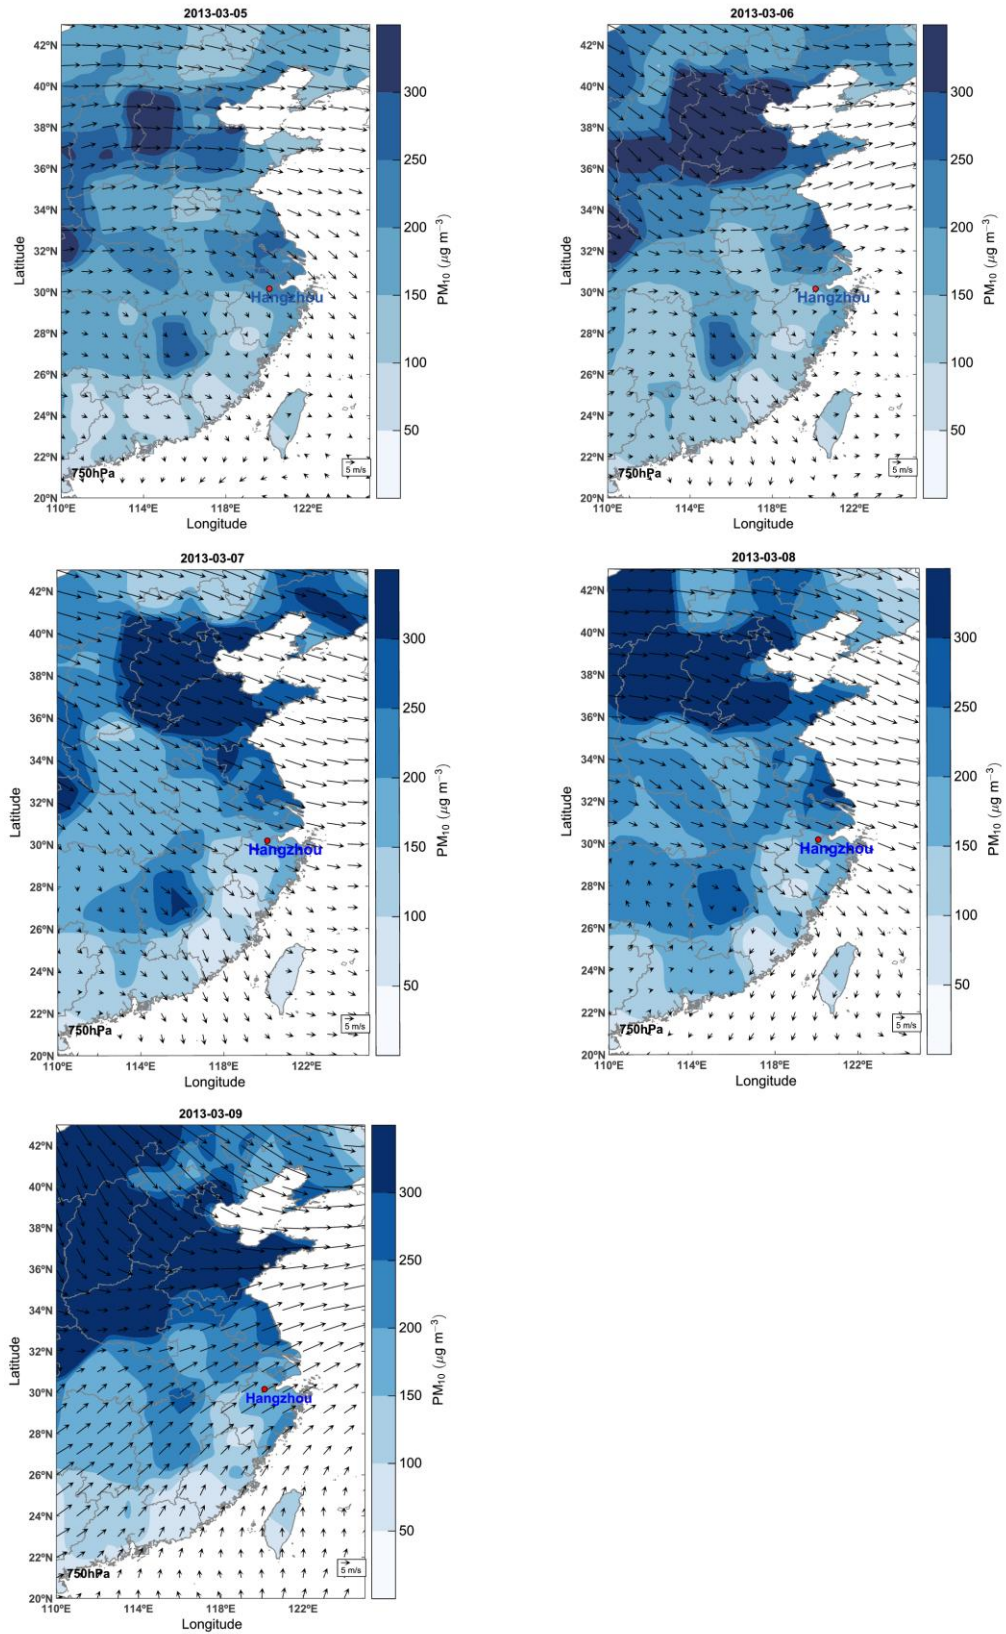 2013-03-05
42°N
40°N
38°N
36°N
34°N
32°N
30°N
28°N
26°N
24°N
22°N
20°N
110°E
114°E
118°E
122°E
Latitude
Longitude
Hangzhou
750hPa
5 m/s
300
250
200
150
100
50
PM10 (μg m−3)
2013-03-06
42°N
40°N
38°N
36°N
34°N
32°N
30°N
28°N
26°N
24°N
22°N
20°N
110°E
114°E
118°E
122°E
Latitude
Longitude
Hangzhou
750hPa
5 m/s
300
250
200
150
100
50
PM10 (μg m−3)
2013-03-07
42°N
40°N
38°N
36°N
34°N
32°N
30°N
28°N
26°N
24°N
22°N
20°N
110°E
114°E
118°E
122°E
Latitude
Longitude
Hangzhou
750hPa
5 m/s
300
250
200
150
100
50
PM10 (μg m−3)
2013-03-08
42°N
40°N
38°N
36°N
34°N
32°N
30°N
28°N
26°N
24°N
22°N
20°N
110°E
114°E
118°E
122°E
Latitude
Longitude
Hangzhou
750hPa
5 m/s
300
250
200
150
100
50
PM10 (μg m−3)
2013-03-09
42°N
40°N
38°N
36°N
34°N
32°N
30°N
28°N
26°N
24°N
22°N
20°N
110°E
114°E
118°E
122°E
Latitude
Longitude
Hangzhou
750hPa
5 m/s
300
250
200
150
100
50
PM10 (μg m−3)